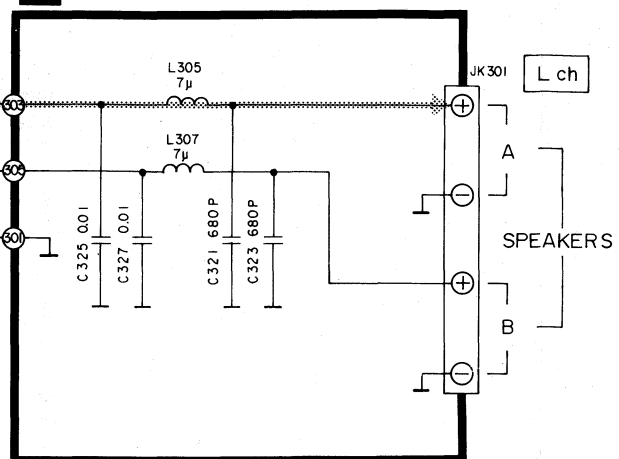 L305
7μ
JK301
L ch
303
+
L307
7μ
A
305
−
C325 0.01
C327 0.01
C321 680P
C323 680P
301
SPEAKERS
+
B
−